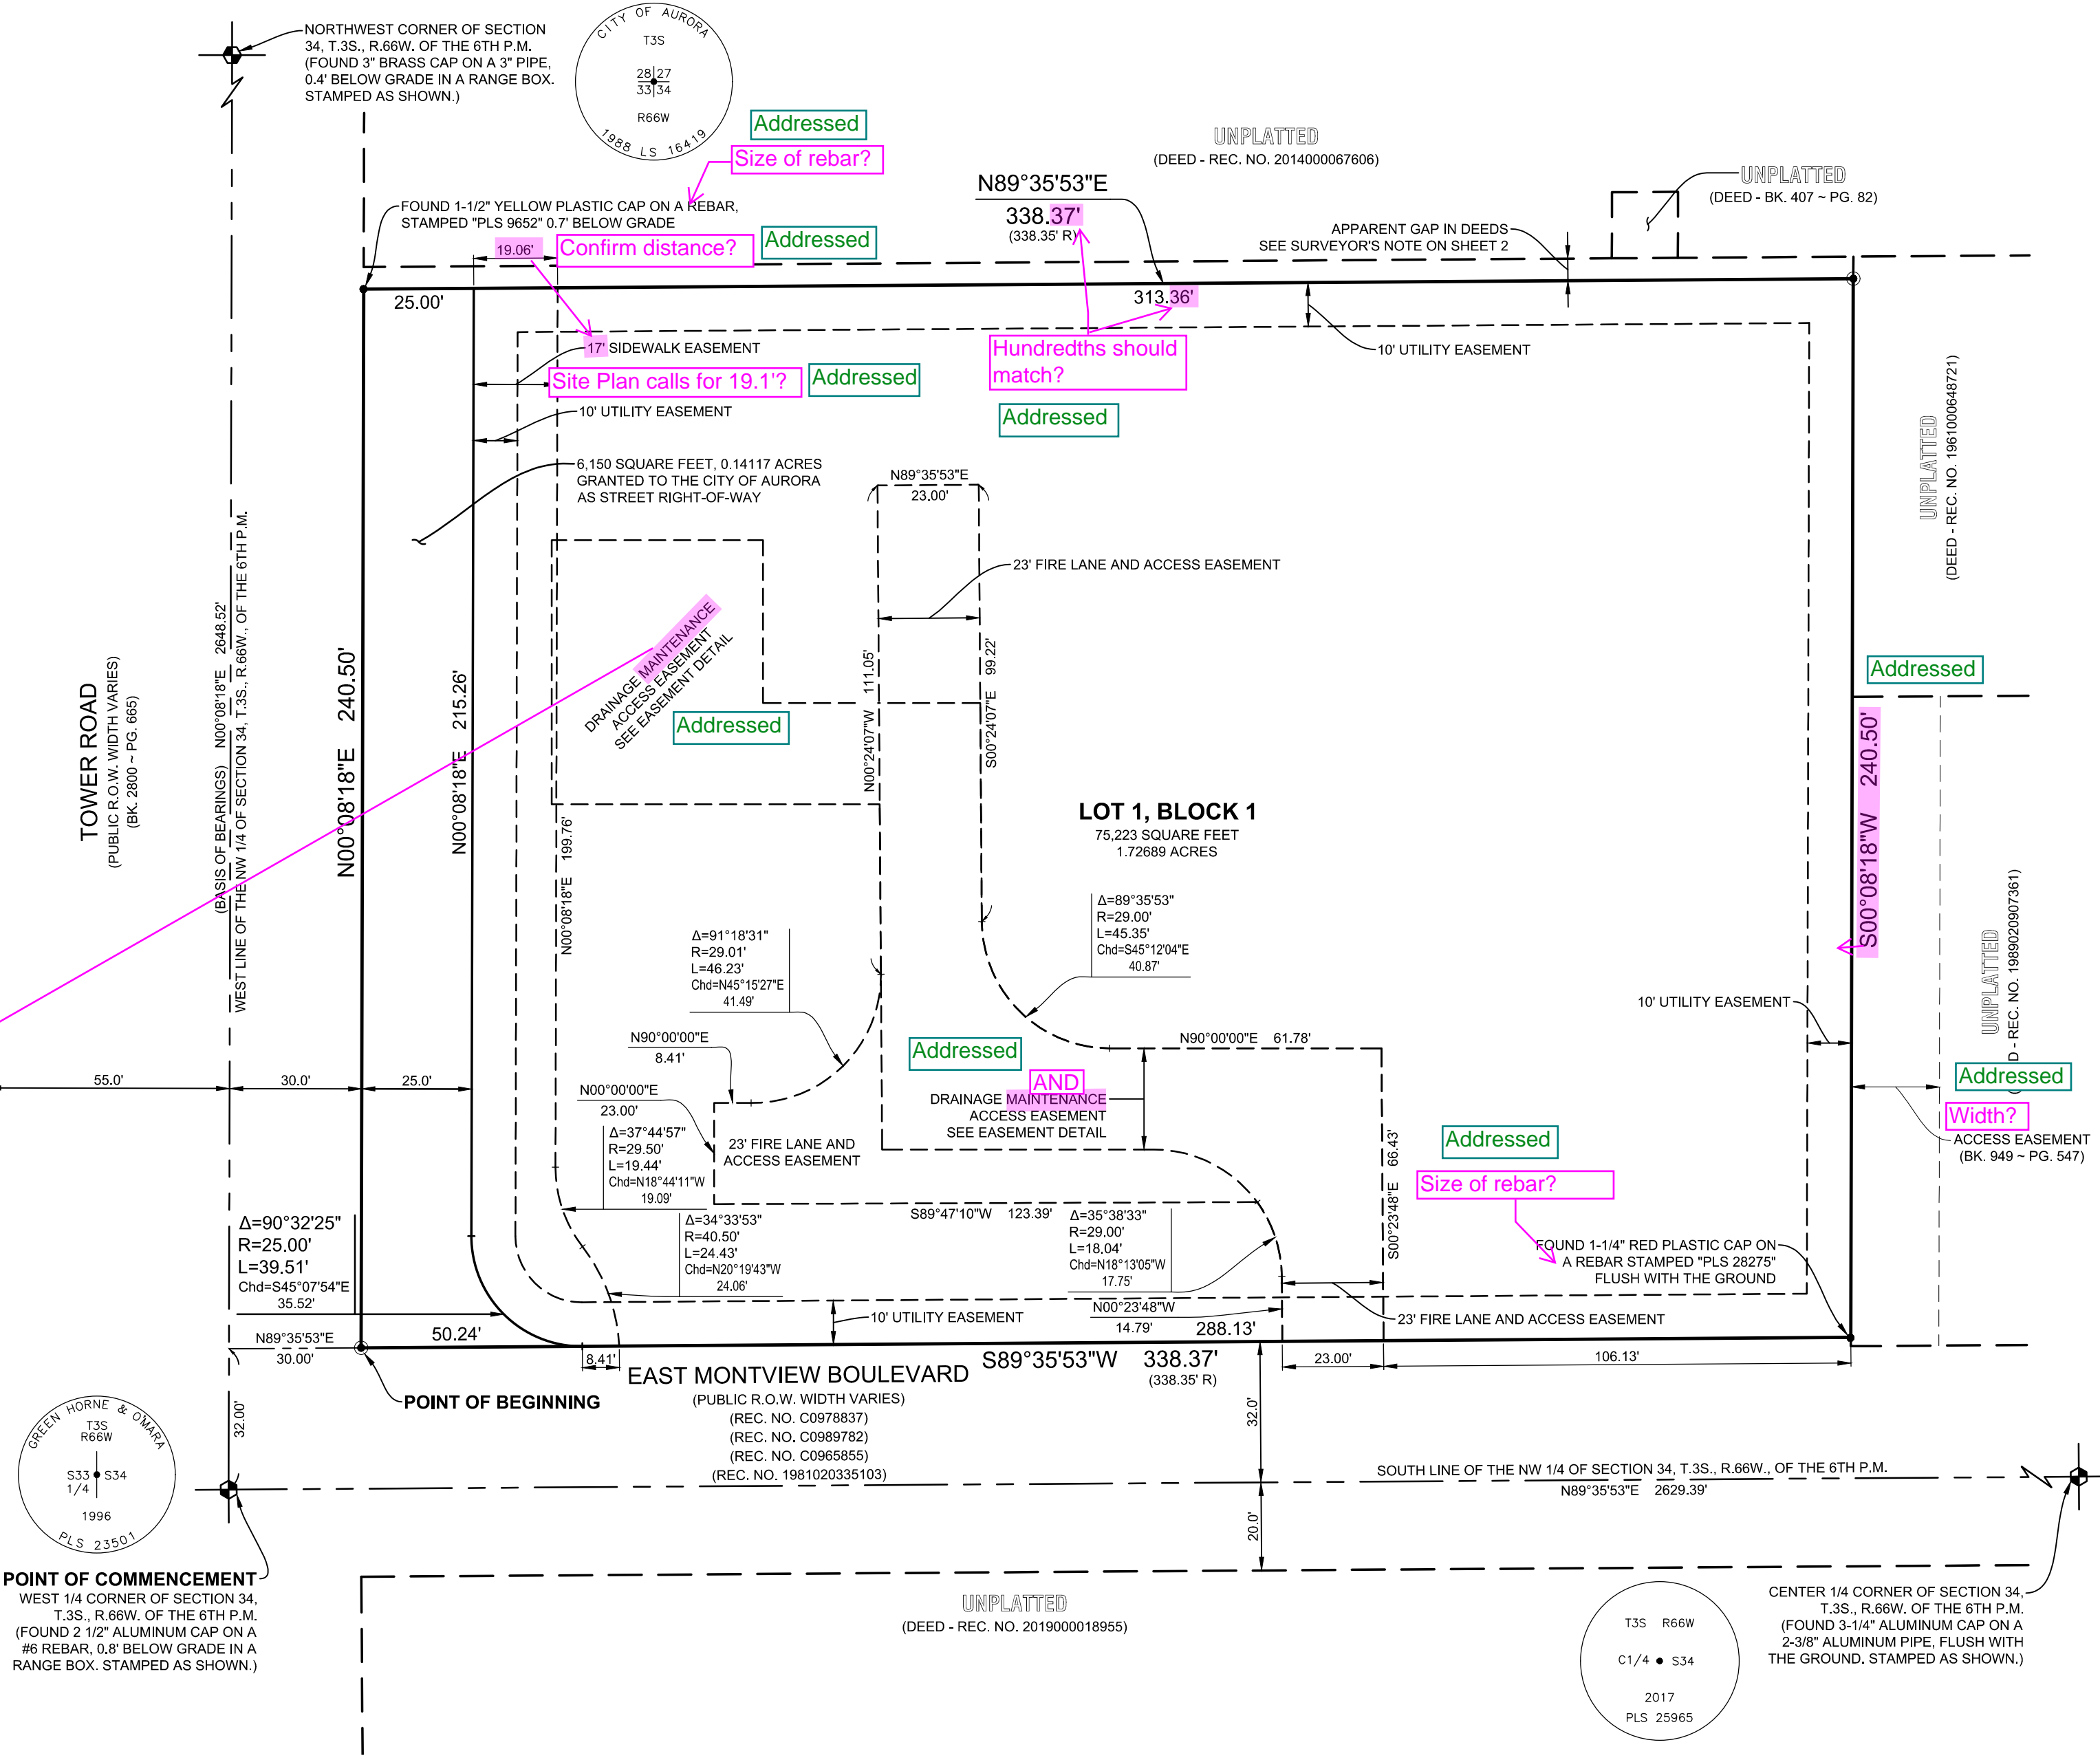 NORTHWEST CORNER OF SECTION
34, T.3S., R.66W. OF THE 6TH P.M.
(FOUND 3" BRASS CAP ON A 3" PIPE,
0.4' BELOW GRADE IN A RANGE BOX.
STAMPED AS SHOWN.)
CITY OF AURORA
T3S
28 27
33 34
R66W
1988 LS 16419
Addressed
Size of rebar?
UNPLATTED
(DEED - REC. NO. 2014000067606)
UNPLATTED
(DEED - BK. 407 ~ PG. 82)
FOUND 1-1/2" YELLOW PLASTIC CAP ON A REBAR,
STAMPED "PLS 9652" 0.7' BELOW GRADE
N89°35'53"E
338.37'
(338.35' R)
APPARENT GAP IN DEEDS
SEE SURVEYOR'S NOTE ON SHEET 2
19.06'
Confirm distance?
Addressed
25.00'
313.36'
17' SIDEWALK EASEMENT
Site Plan calls for 19.1'?
Addressed
Hundredths should
match?
Addressed
10' UTILITY EASEMENT
10' UTILITY EASEMENT
6,150 SQUARE FEET, 0.14117 ACRES
GRANTED TO THE CITY OF AURORA
AS STREET RIGHT-OF-WAY
N89°35'53"E
23.00'
23' FIRE LANE AND ACCESS EASEMENT
UNPLATTED
(DEED - REC. NO. 1961000648721)
TOWER ROAD
(PUBLIC R.O.W. WIDTH VARIES)
(BK. 2800 ~ PG. 665)
(BASIS OF BEARINGS) N00°08'18"E 2648.52'
WEST LINE OF THE NW 1/4 OF SECTION 34, T.3S., R.66W., OF THE 6TH P.M.
N00°08'18"E 240.50'
N00°08'18"E 215.26'
N00°08'18"E 199.76'
DRAINAGE MAINTENANCE
ACCESS EASEMENT
SEE EASEMENT DETAIL
Addressed
N00°24'07"W 111.05'
S00°24'07"E 99.22'
LOT 1, BLOCK 1
75,223 SQUARE FEET
1.72689 ACRES
Addressed
S00°08'18"W 240.50'
Δ=89°35'53"
R=29.00'
L=45.35'
Chd=S45°12'04"E
40.87'
Δ=91°18'31"
R=29.01'
L=46.23'
Chd=N45°15'27"E
41.49'
UNPLATTED
D - REC. NO. 1989020907361)
10' UTILITY EASEMENT
N90°00'00"E
8.41'
Addressed
N90°00'00"E 61.78'
55.0'
30.0'
25.0'
AND
DRAINAGE MAINTENANCE
ACCESS EASEMENT
SEE EASEMENT DETAIL
Addressed
Width?
ACCESS EASEMENT
(BK. 949 ~ PG. 547)
N00°00'00"E
23.00'
Δ=37°44'57"
R=29.50'
L=19.44'
Chd=N18°44'11"W
19.09'
23' FIRE LANE AND
ACCESS EASEMENT
Addressed
Size of rebar?
S00°23'48"E 66.43'
FOUND 1-1/4" RED PLASTIC CAP ON
A REBAR STAMPED "PLS 28275"
FLUSH WITH THE GROUND
Δ=90°32'25"
R=25.00'
L=39.51'
Chd=S45°07'54"E
35.52'
Δ=34°33'53"
R=40.50'
L=24.43'
Chd=N20°19'43"W
24.06'
S89°47'10"W 123.39'
Δ=35°38'33"
R=29.00'
L=18.04'
Chd=N18°13'05"W
17.75'
N00°23'48"W
14.79'
10' UTILITY EASEMENT
23' FIRE LANE AND ACCESS EASEMENT
N89°35'53"E
30.00'
50.24'
288.13'
8.41'
EAST MONTVIEW BOULEVARD
(PUBLIC R.O.W. WIDTH VARIES)
(REC. NO. C0978837)
(REC. NO. C0989782)
(REC. NO. C0965855)
(REC. NO. 1981020335103)
S89°35'53"W 338.37'
(338.35' R)
23.00'
106.13'
POINT OF BEGINNING
32.00'
32.0'
20.0'
GREEN HORNE & O'MARA
T3S
R66W
S33 S34
1/4
1996
PLS 23501
SOUTH LINE OF THE NW 1/4 OF SECTION 34, T.3S., R.66W., OF THE 6TH P.M.
N89°35'53"E 2629.39'
POINT OF COMMENCEMENT
WEST 1/4 CORNER OF SECTION 34,
T.3S., R.66W. OF THE 6TH P.M.
(FOUND 2 1/2" ALUMINUM CAP ON A
#6 REBAR, 0.8' BELOW GRADE IN A
RANGE BOX. STAMPED AS SHOWN.)
UNPLATTED
(DEED - REC. NO. 2019000018955)
T3S R66W
C1/4 S34
2017
PLS 25965
CENTER 1/4 CORNER OF SECTION 34,
T.3S., R.66W. OF THE 6TH P.M.
(FOUND 3-1/4" ALUMINUM CAP ON A
2-3/8" ALUMINUM PIPE, FLUSH WITH
THE GROUND. STAMPED AS SHOWN.)